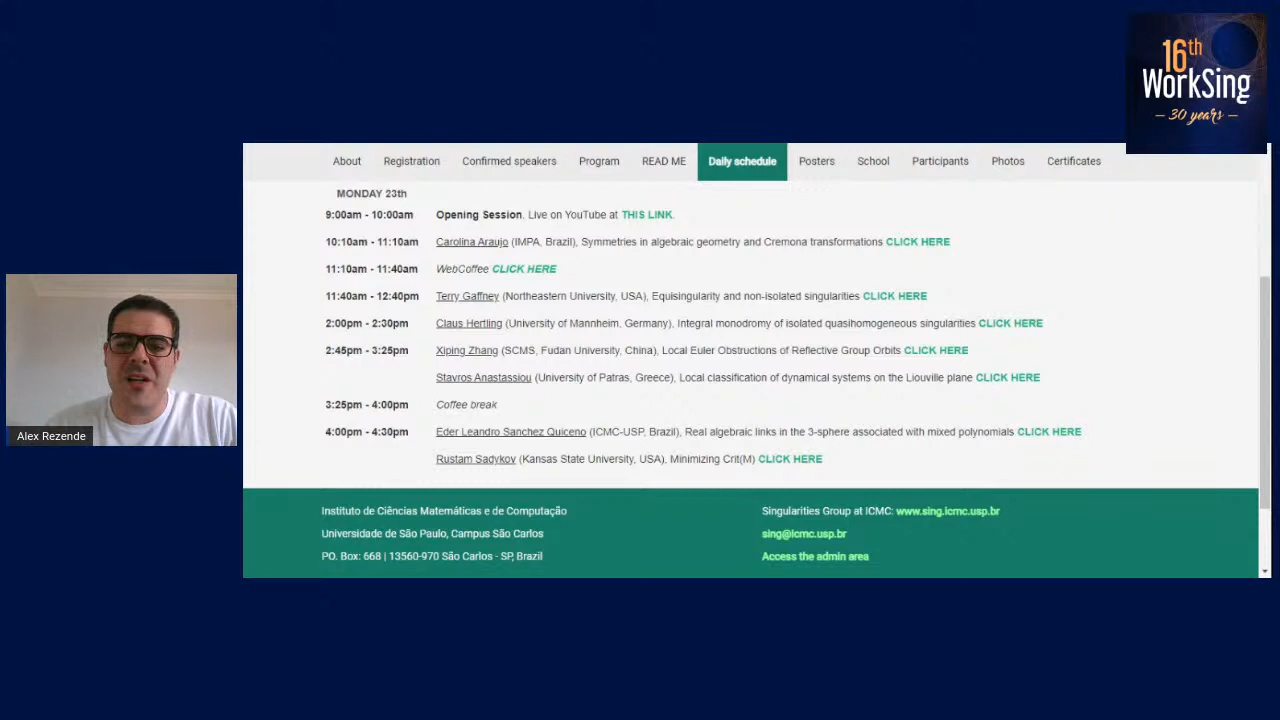 16th
WorkSing
– 30 years –
About Registration Confirmed speakers Program READ ME Daily schedule Posters School Participants Photos Certificates
MONDAY 23th
9:00am - 10:00am Opening Session. Live on YouTube at THIS LINK.
10:10am - 11:10am Carolina Araujo (IMPA, Brazil), Symmetries in algebraic geometry and Cremona transformations CLICK HERE
11:10am - 11:40am WebCoffee CLICK HERE
11:40am - 12:40pm Terry Gaffney (Northeastern University, USA), Equisingularity and non-isolated singularities CLICK HERE
2:00pm - 2:30pm Claus Hertling (University of Mannheim, Germany), Integral monodromy of isolated quasihomogeneous singularities CLICK HERE
2:45pm - 3:25pm Xiping Zhang (SCMS, Fudan University, China), Local Euler Obstructions of Reflective Group Orbits CLICK HERE
Stavros Anastassiou (University of Patras, Greece), Local classification of dynamical systems on the Liouville plane CLICK HERE
3:25pm - 4:00pm Coffee break
4:00pm - 4:30pm Eder Leandro Sanchez Quiceno (ICMC-USP, Brazil), Real algebraic links in the 3-sphere associated with mixed polynomials CLICK HERE
Rustam Sadykov (Kansas State University, USA), Minimizing Crit(M) CLICK HERE
Alex Rezende
Instituto de Ciências Matemáticas e de Computação
Universidade de São Paulo, Campus São Carlos
PO. Box: 668 | 13560-970 São Carlos - SP, Brazil
Singularities Group at ICMC: www.sing.icmc.usp.br
sing@icmc.usp.br
Access the admin area